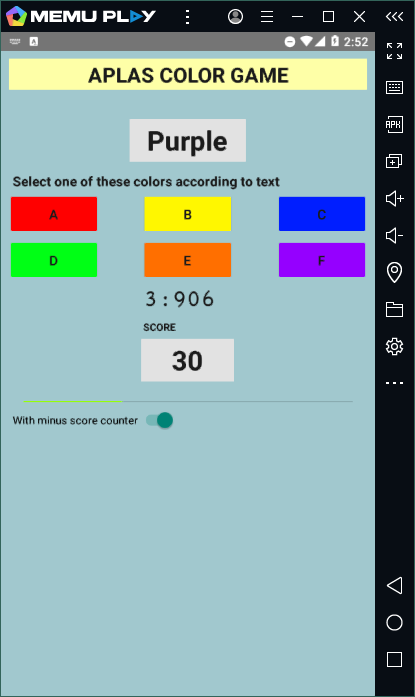 MEMU PLAY
A 2:52
APLAS COLOR GAME
APK
Purple
Select one of these colors according to text
A B C
D E F
3:906
SCORE
30
With minus score counter